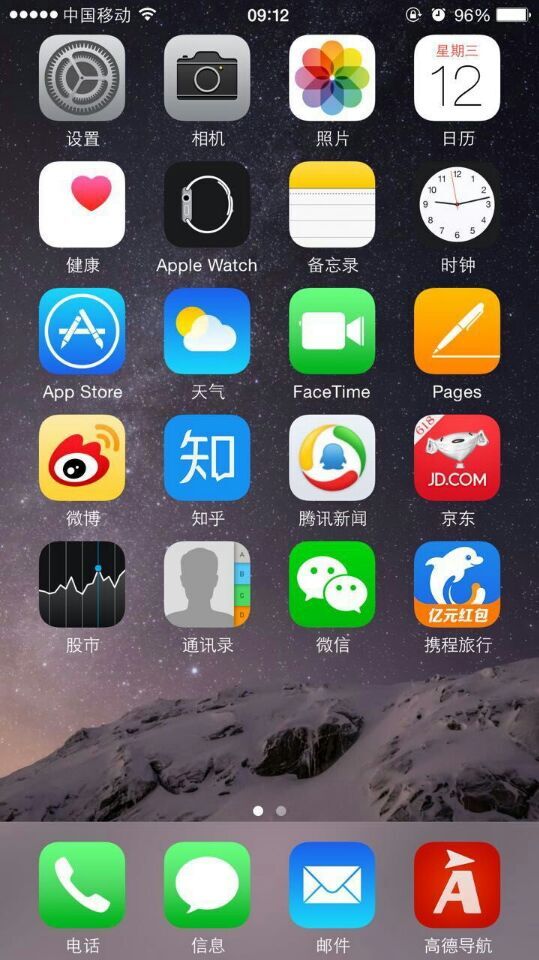 中国移动
09:12
96%
星期三
12
设置
相机
照片
日历
健康
Apple Watch
备忘录
时钟
App Store
天气
FaceTime
Pages
知
618
JD.COM
微博
知乎
腾讯新闻
京东
A
B
C
D
亿元红包
股市
通讯录
微信
携程旅行
电话
信息
邮件
高德导航